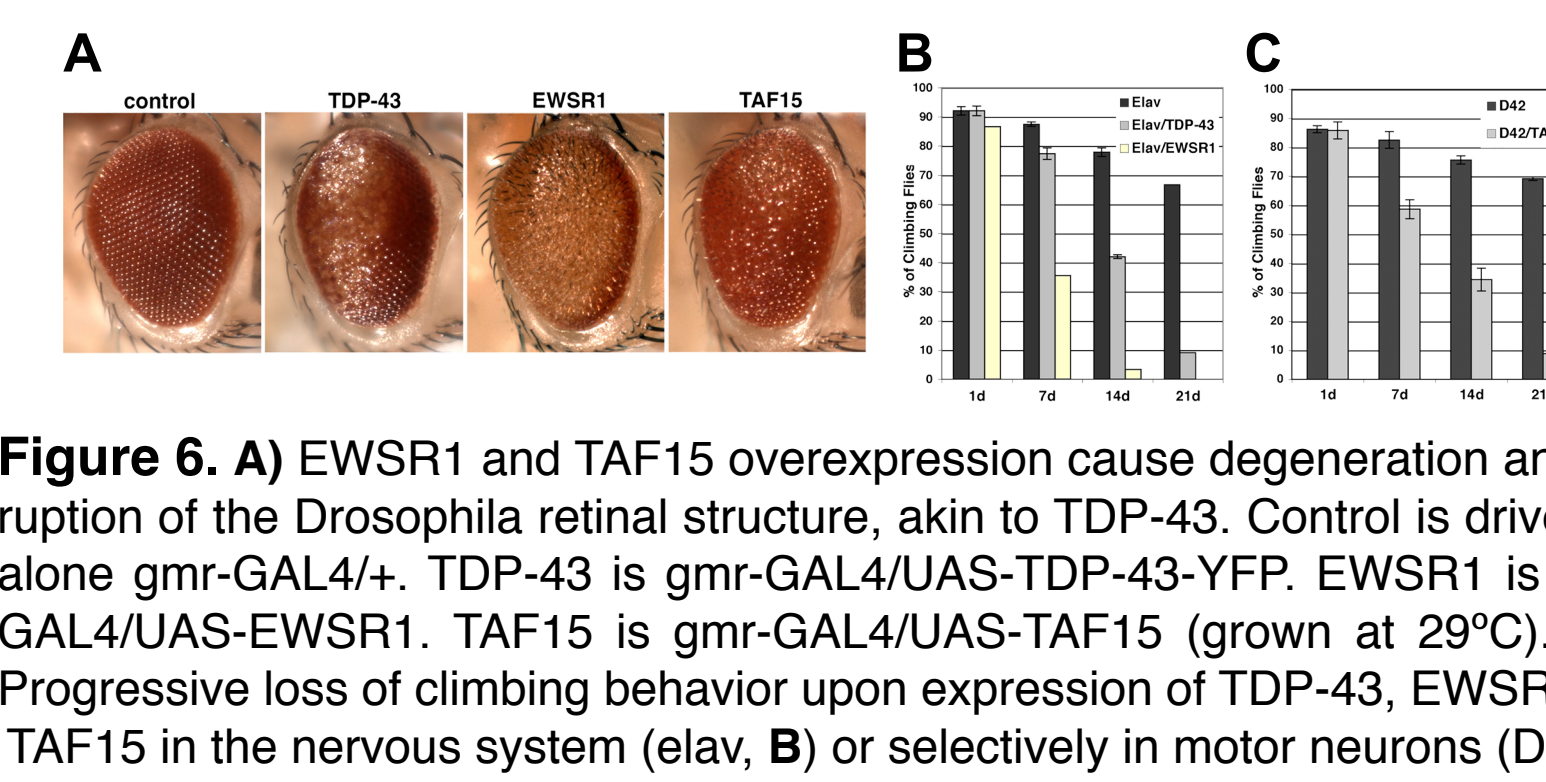 A
B
C
control
TDP-43
EWSR1
TAF15
100
90
80
70
60
50
40
30
20
10
0
% of Climbing Flies
Elav
Elav/TDP-43
Elav/EWSR1
1d
7d
14d
21d
100
90
80
70
60
50
40
30
20
10
0
% of Climbing Flies
D42
D42/TA
1d
7d
14d
21
Figure 6. A) EWSR1 and TAF15 overexpression cause degeneration an
ruption of the Drosophila retinal structure, akin to TDP-43. Control is drive
alone gmr-GAL4/+. TDP-43 is gmr-GAL4/UAS-TDP-43-YFP. EWSR1 is
GAL4/UAS-EWSR1. TAF15 is gmr-GAL4/UAS-TAF15 (grown at 29ºC).
Progressive loss of climbing behavior upon expression of TDP-43, EWSR
TAF15 in the nervous system (elav, B) or selectively in motor neurons (D